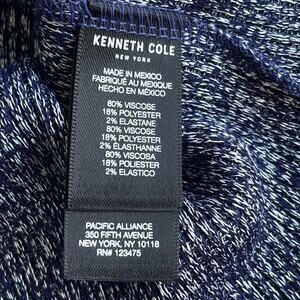 KENNETH COLE
NEW YORK
MADE IN MEXICO
FABRIQUÉ AU MEXIQUE
HECHO EN MÉXICO
80% VISCOSE
18% POLYESTER
2% ELASTANE
80% VISCOSE
18% POLYESTER
2% ÉLASTHANNE
80% VISCOSA
18% POLIESTER
2% ELASTICO
PACIFIC ALLIANCE
350 FIFTH AVENUE
NEW YORK, NY 10118
RN# 123475